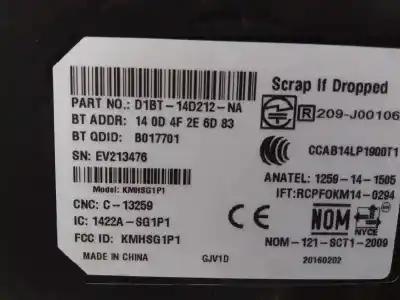 Scrap If Dropped
PART NO.: D1BT-14D212-NA
BT ADDR: 14 0D 4F 2E 6D 83
R 209-J00106
BT QDID: B017701
CCAB14LP1900T1
SN: EV213476
ANATEL: 1259-14-1505
Model: KMHSG1P1
IFT:RCPFOKM14-0294
CNC: C-13259
IC: 1422A-SG1P1
CE
NOM
NYCE
FCC ID: KMHSG1P1
NOM-121-SCT1-2009
MADE IN CHINA
GJV1D
20160202